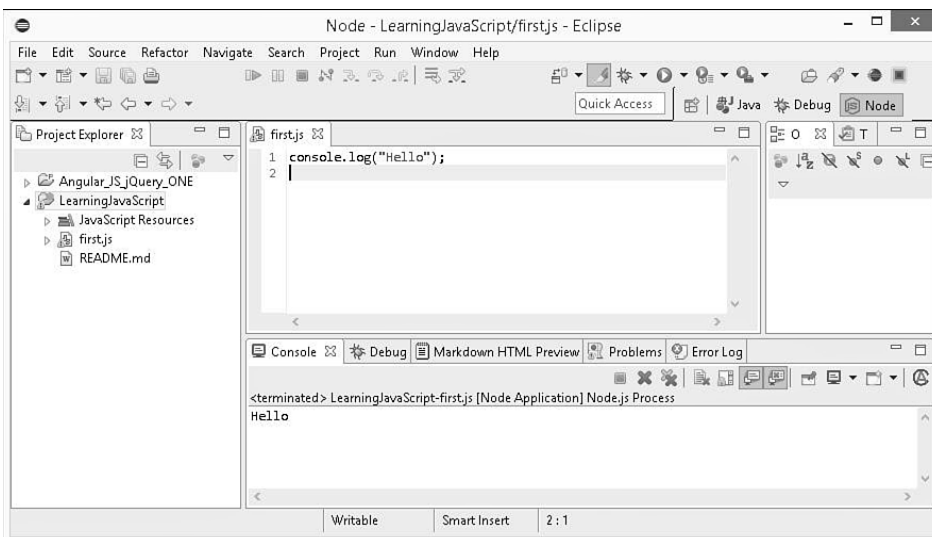 Node - LearningJavaScript/first.js - Eclipse
File Edit Source Refactor Navigate Search Project Run Window Help
Quick Access
Java
Debug
Node
Project Explorer
first.js
O
T
1 console.log("Hello");
2
Angular_JS_jQuery_ONE
LearningJavaScript
JavaScript Resources
first.js
README.md
Console
Debug
Markdown HTML Preview
Problems
Error Log
<terminated> LearningJavaScript-first.js [Node Application] Node.js Process
Hello
Writable
Smart Insert
2 : 1